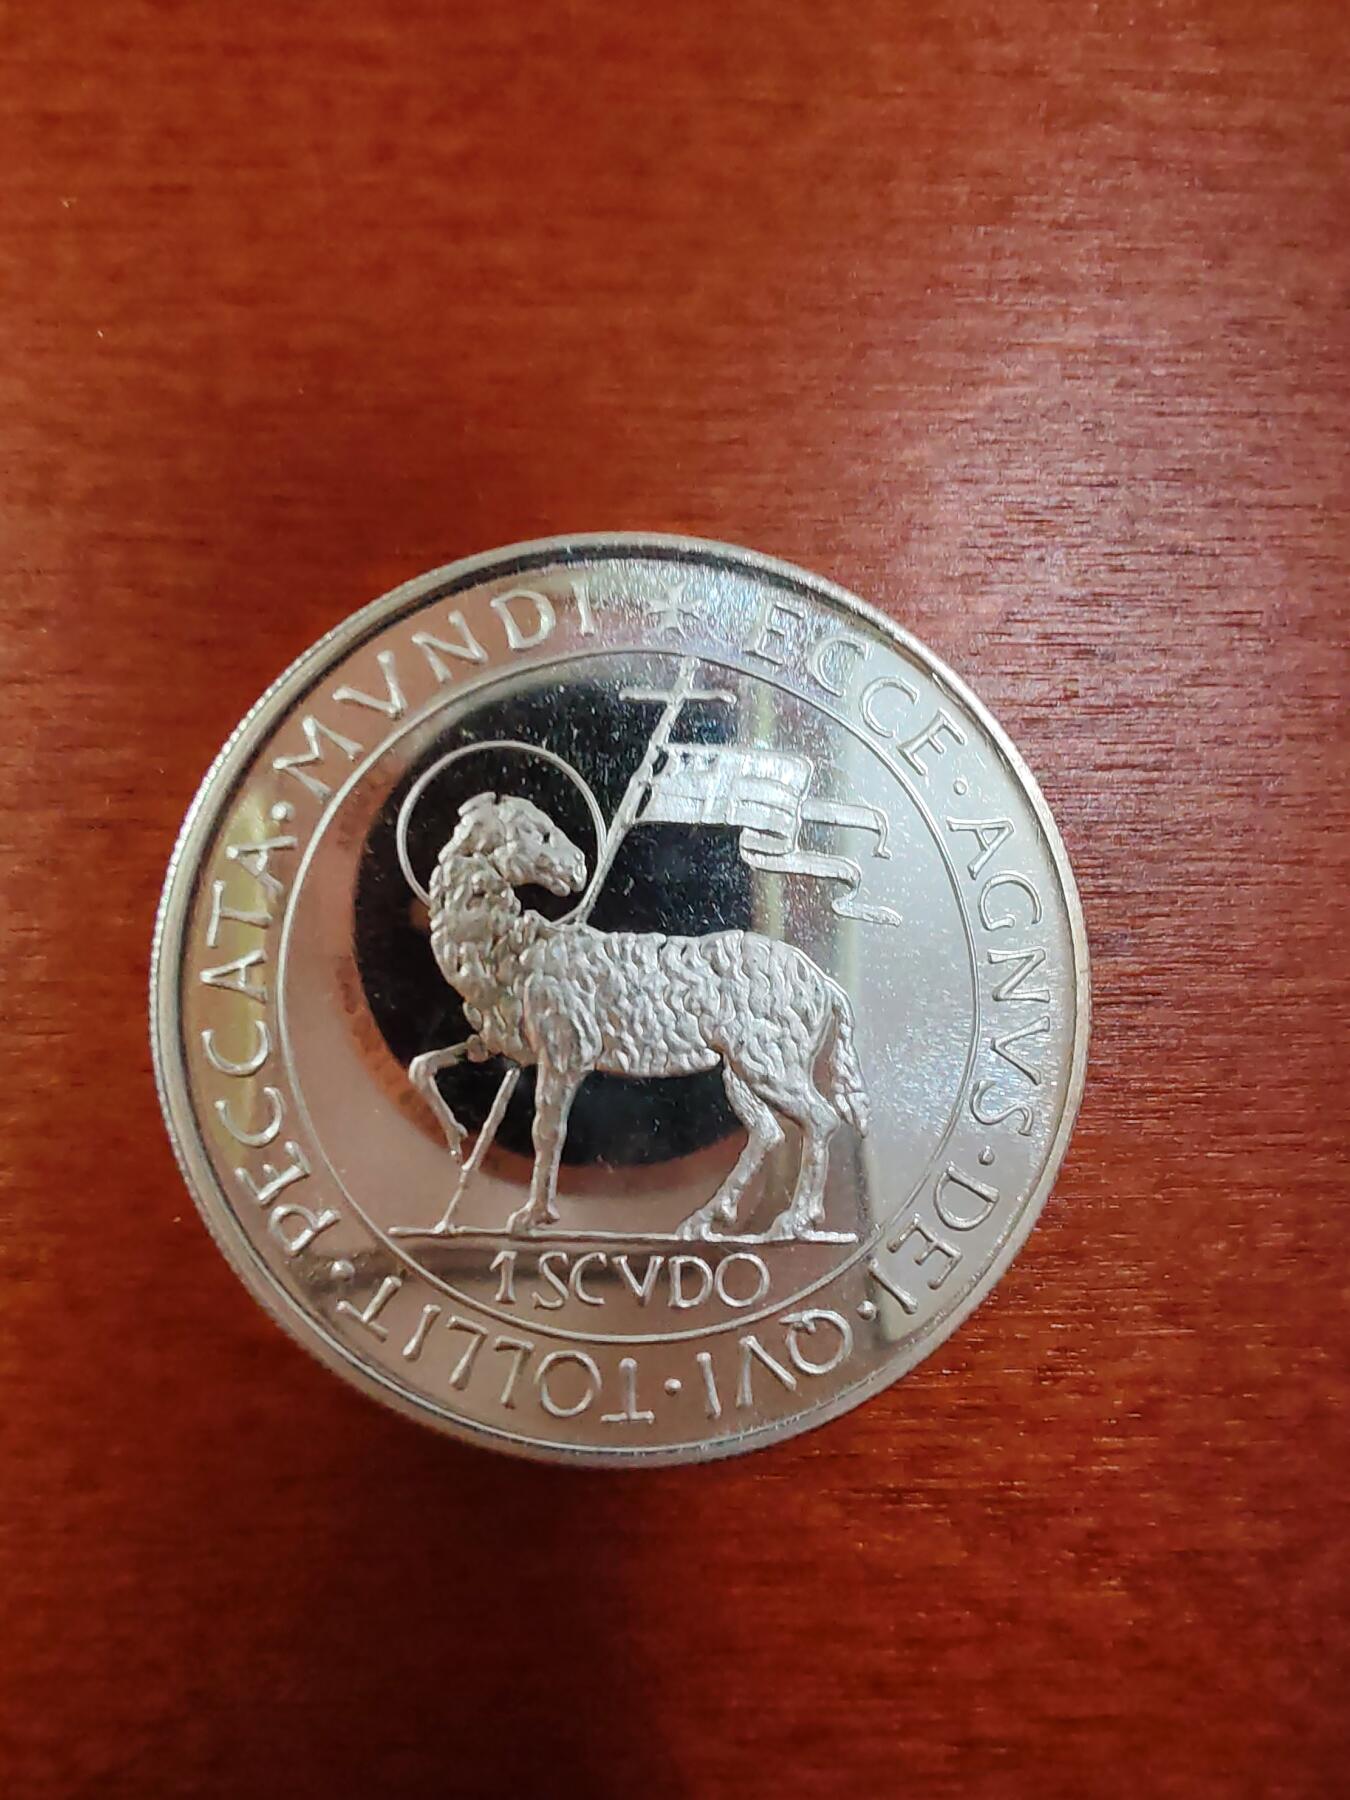 ECCE · AGNVS · DEI · QVI · TOLLIT · PECCATA · MVNDI
1 SCVDO